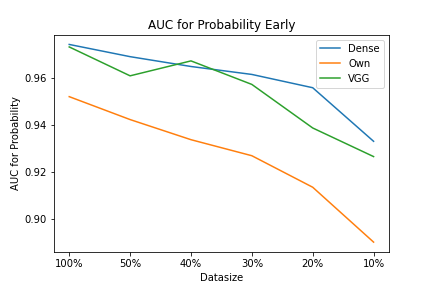 AUC for Probability Early
Dense
Own
VGG
AUC for Probability
0.96
0.94
0.92
0.90
100%
50%
40%
30%
20%
10%
Datasize